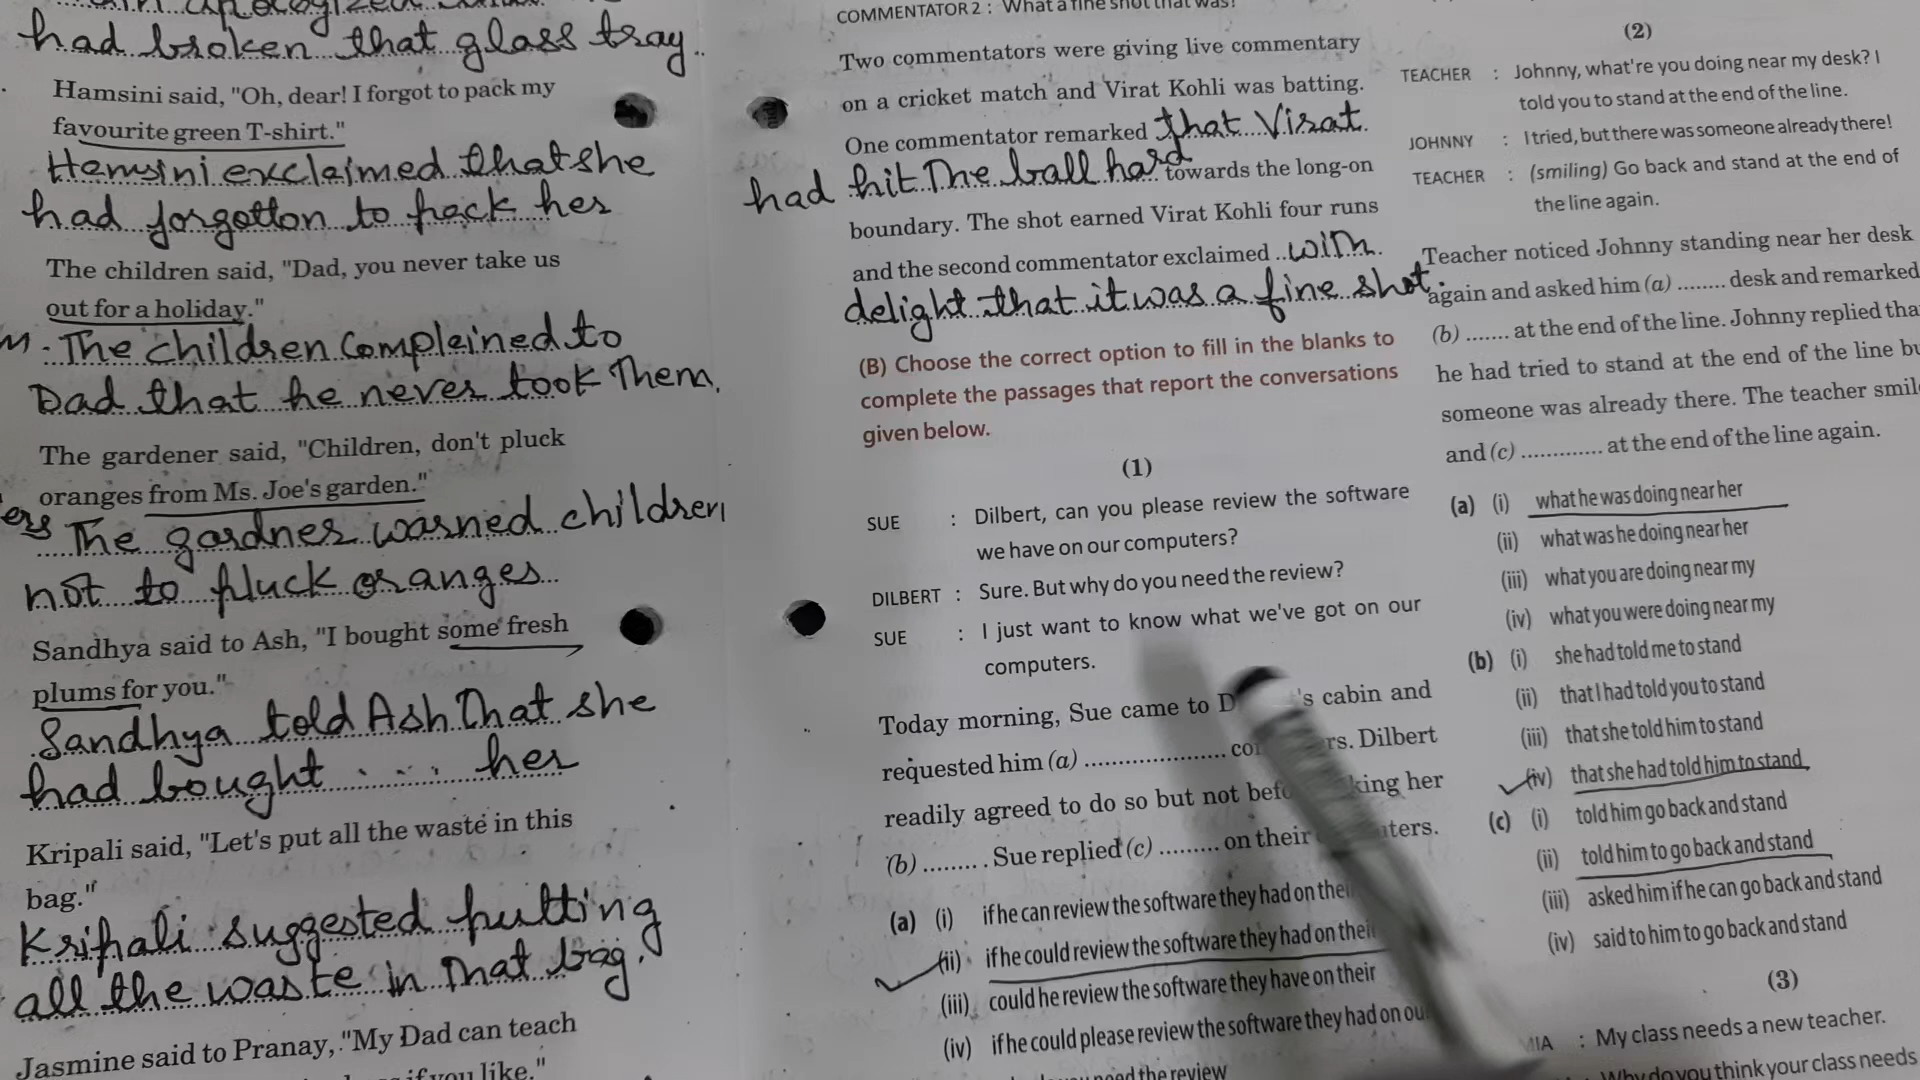 had broken that glass tray..
Hamsini said, "Oh, dear! I forgot to pack my
favourite green T-shirt."
Hemsini exclaimed that she
had forgotton to pack her
The children said, "Dad, you never take us
out for a holiday."
The children complained to
Dad that he never took Them.
The gardener said, "Children, don't pluck
oranges from Ms. Joe's garden."
The gardner warned children
not to pluck oranges...
Sandhya said to Ash, "I bought some fresh
plums for you."
Sandhya told Ash That she
had bought .... her
Kripali said, "Let's put all the waste in this
bag."
Kripali suggested putting
all the waste in That bag.
Jasmine said to Pranay, "My Dad can teach
if you like."
COMMENTATOR 2 : What a fine shot that was!
Two commentators were giving live commentary
on a cricket match and Virat Kohli was batting.
One commentator remarked that Virat
had hit The ball hard towards the long-on
boundary. The shot earned Virat Kohli four runs
and the second commentator exclaimed ..with.
delight that it was a fine shot.
(B) Choose the correct option to fill in the blanks to
complete the passages that report the conversations
given below.
(1)
SUE : Dilbert, can you please review the software
we have on our computers?
DILBERT : Sure. But why do you need the review?
SUE : I just want to know what we've got on our
computers.
Today morning, Sue came to 's cabin and
requested him (a) .................... Dilbert
readily agreed to do so but not her
(b) ......... Sue replied (c) ......... on their
(a) (i) if he can review the software they had on their
(ii) if he could review the software they had on their
(iii) could he review the software they have on their
(iv) if he could please review the software they had on our
the review
(2)
TEACHER : Johnny, what're you doing near my desk? I
told you to stand at the end of the line.
JOHNNY : I tried, but there was someone already there!
TEACHER : (smiling) Go back and stand at the end of
the line again.
Teacher noticed Johnny standing near her desk
again and asked him (a) ........ desk and remarked
(b) ....... at the end of the line. Johnny replied
he had tried to stand at the end of the line
someone was already there. The teacher
and (c) ............. at the end of the line again.
(a) (i) what he was doing near her
(ii) what was he doing near her
(iii) what you are doing near my
(iv) what you were doing near my
(b) (i) she had told me to stand
(ii) that I had told you to stand
(iii) that she told him to stand
(iv) that she had told him to stand
(c) (i) told him go back and stand
(ii) told him to go back and stand
(iii) asked him if he can go back and stand
(iv) said to him to go back and stand
(3)
MIA : My class needs a new teacher.
Why do you think your class needs